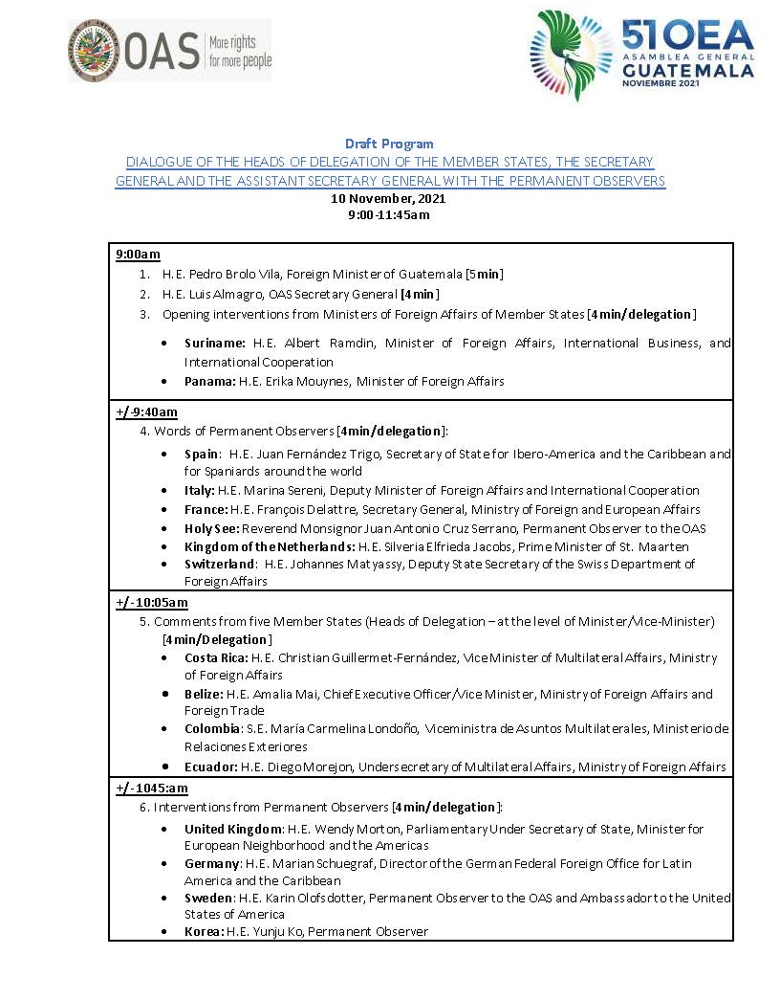 OAS More rights
for more people
51 OEA
ASAMBLEA GENERAL
GUATEMALA
NOVIEMBRE 2021
Draft Program
DIALOGUE OF THE HEADS OF DELEGATION OF THE MEMBER STATES, THE SECRETARY
GENERAL AND THE ASSISTANT SECRETARY GENERAL WITH THE PERMANENT OBSERVERS
10 November, 2021
9:00-11:45am
9:00am
1. H.E. Pedro Brolo Vila, Foreign Minister of Guatemala [5min]
2. H.E. Luis Almagro, OAS Secretary General [4min]
3. Opening interventions from Ministers of Foreign Affairs of Member States [4min/delegation]
• Suriname: H.E. Albert Ramdin, Minister of Foreign Affairs, International Business, and
International Cooperation
• Panama: H.E. Erika Mouynes, Minister of Foreign Affairs
+/-9:40am
4. Words of Permanent Observers [4min/delegation]:
• Spain: H.E. Juan Fernández Trigo, Secretary of State for Ibero-America and the Caribbean and
for Spaniards around the world
• Italy: H.E. Marina Sereni, Deputy Minister of Foreign Affairs and International Cooperation
• France: H.E. François Delattre, Secretary General, Ministry of Foreign and European Affairs
• Holy See: Reverend Monsignor Juan Antonio Cruz Serrano, Permanent Observer to the OAS
• Kingdom of the Netherlands: H.E. Silveria Elfrieda Jacobs, Prime Minister of St. Maarten
• Switzerland: H.E. Johannes Matyassy, Deputy State Secretary of the Swiss Department of
Foreign Affairs
+/-10:05am
5. Comments from five Member States (Heads of Delegation – at the level of Minister/Vice-Minister)
[4min/Delegation]
• Costa Rica: H.E. Christian Guillermet-Fernández, Vice Minister of Multilateral Affairs, Ministry
of Foreign Affairs
• Belize: H.E. Amalia Mai, Chief Executive Officer/Vice Minister, Ministry of Foreign Affairs and
Foreign Trade
• Colombia: S.E. María Carmelina Londoño, Viceministra de Asuntos Multilaterales, Ministerio de
Relaciones Exteriores
• Ecuador: H.E. Diego Morejon, Undersecretary of Multilateral Affairs, Ministry of Foreign Affairs
+/-1045:am
6. Interventions from Permanent Observers [4min/delegation]:
• United Kingdom: H.E. Wendy Morton, Parliamentary Under Secretary of State, Minister for
European Neighborhood and the Americas
• Germany: H.E. Marian Schuegraf, Director of the German Federal Foreign Office for Latin
America and the Caribbean
• Sweden: H.E. Karin Olofsdotter, Permanent Observer to the OAS and Ambassador to the United
States of America
• Korea: H.E. Yunju Ko, Permanent Observer